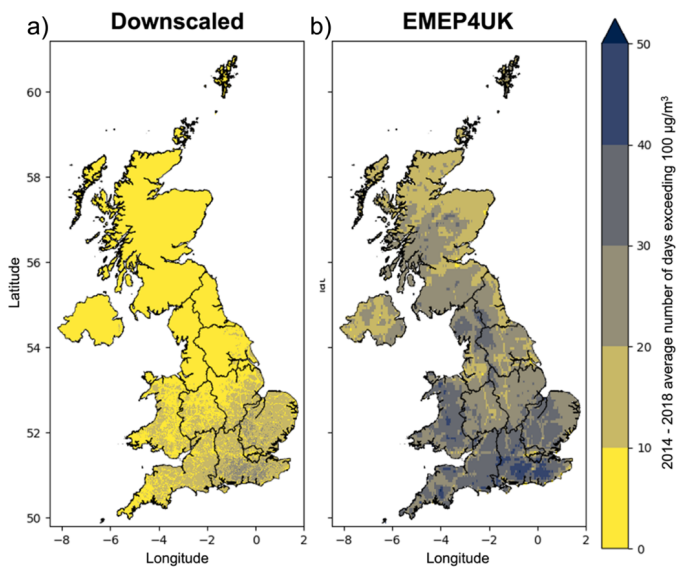 a) Downscaled
b) EMEP4UK
Latitude
60
58
56
54
52
50
−8 −6 −4 −2 0 2
Longitude
−8 −6 −4 −2 0 2
Longitude
50
40
30
20
10
0
2014 - 2018 average number of days exceeding 100 µg/m³